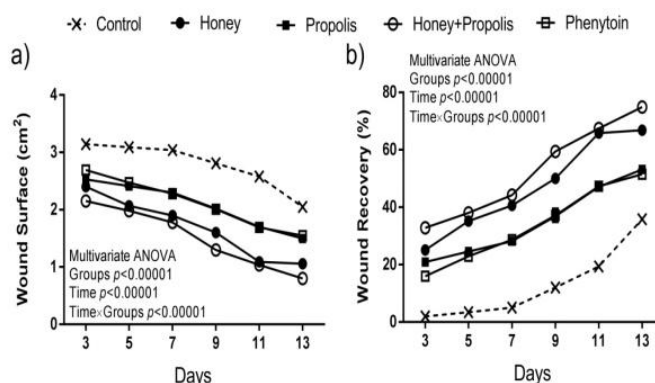 Control Honey Propolis Honey+Propolis Phenytoin
a)
Wound Surface (cm²)
4
3
2
1
0
Multivariate ANOVA
Groups p<0.00001
Time p<0.00001
Time×Groups p<0.00001
3 5 7 9 11 13
Days
b)
Wound Recovery (%)
Multivariate ANOVA
Groups p<0.00001
Time p<0.00001
Time×Groups p<0.00001
80
60
40
20
0
3 5 7 9 11 13
Days